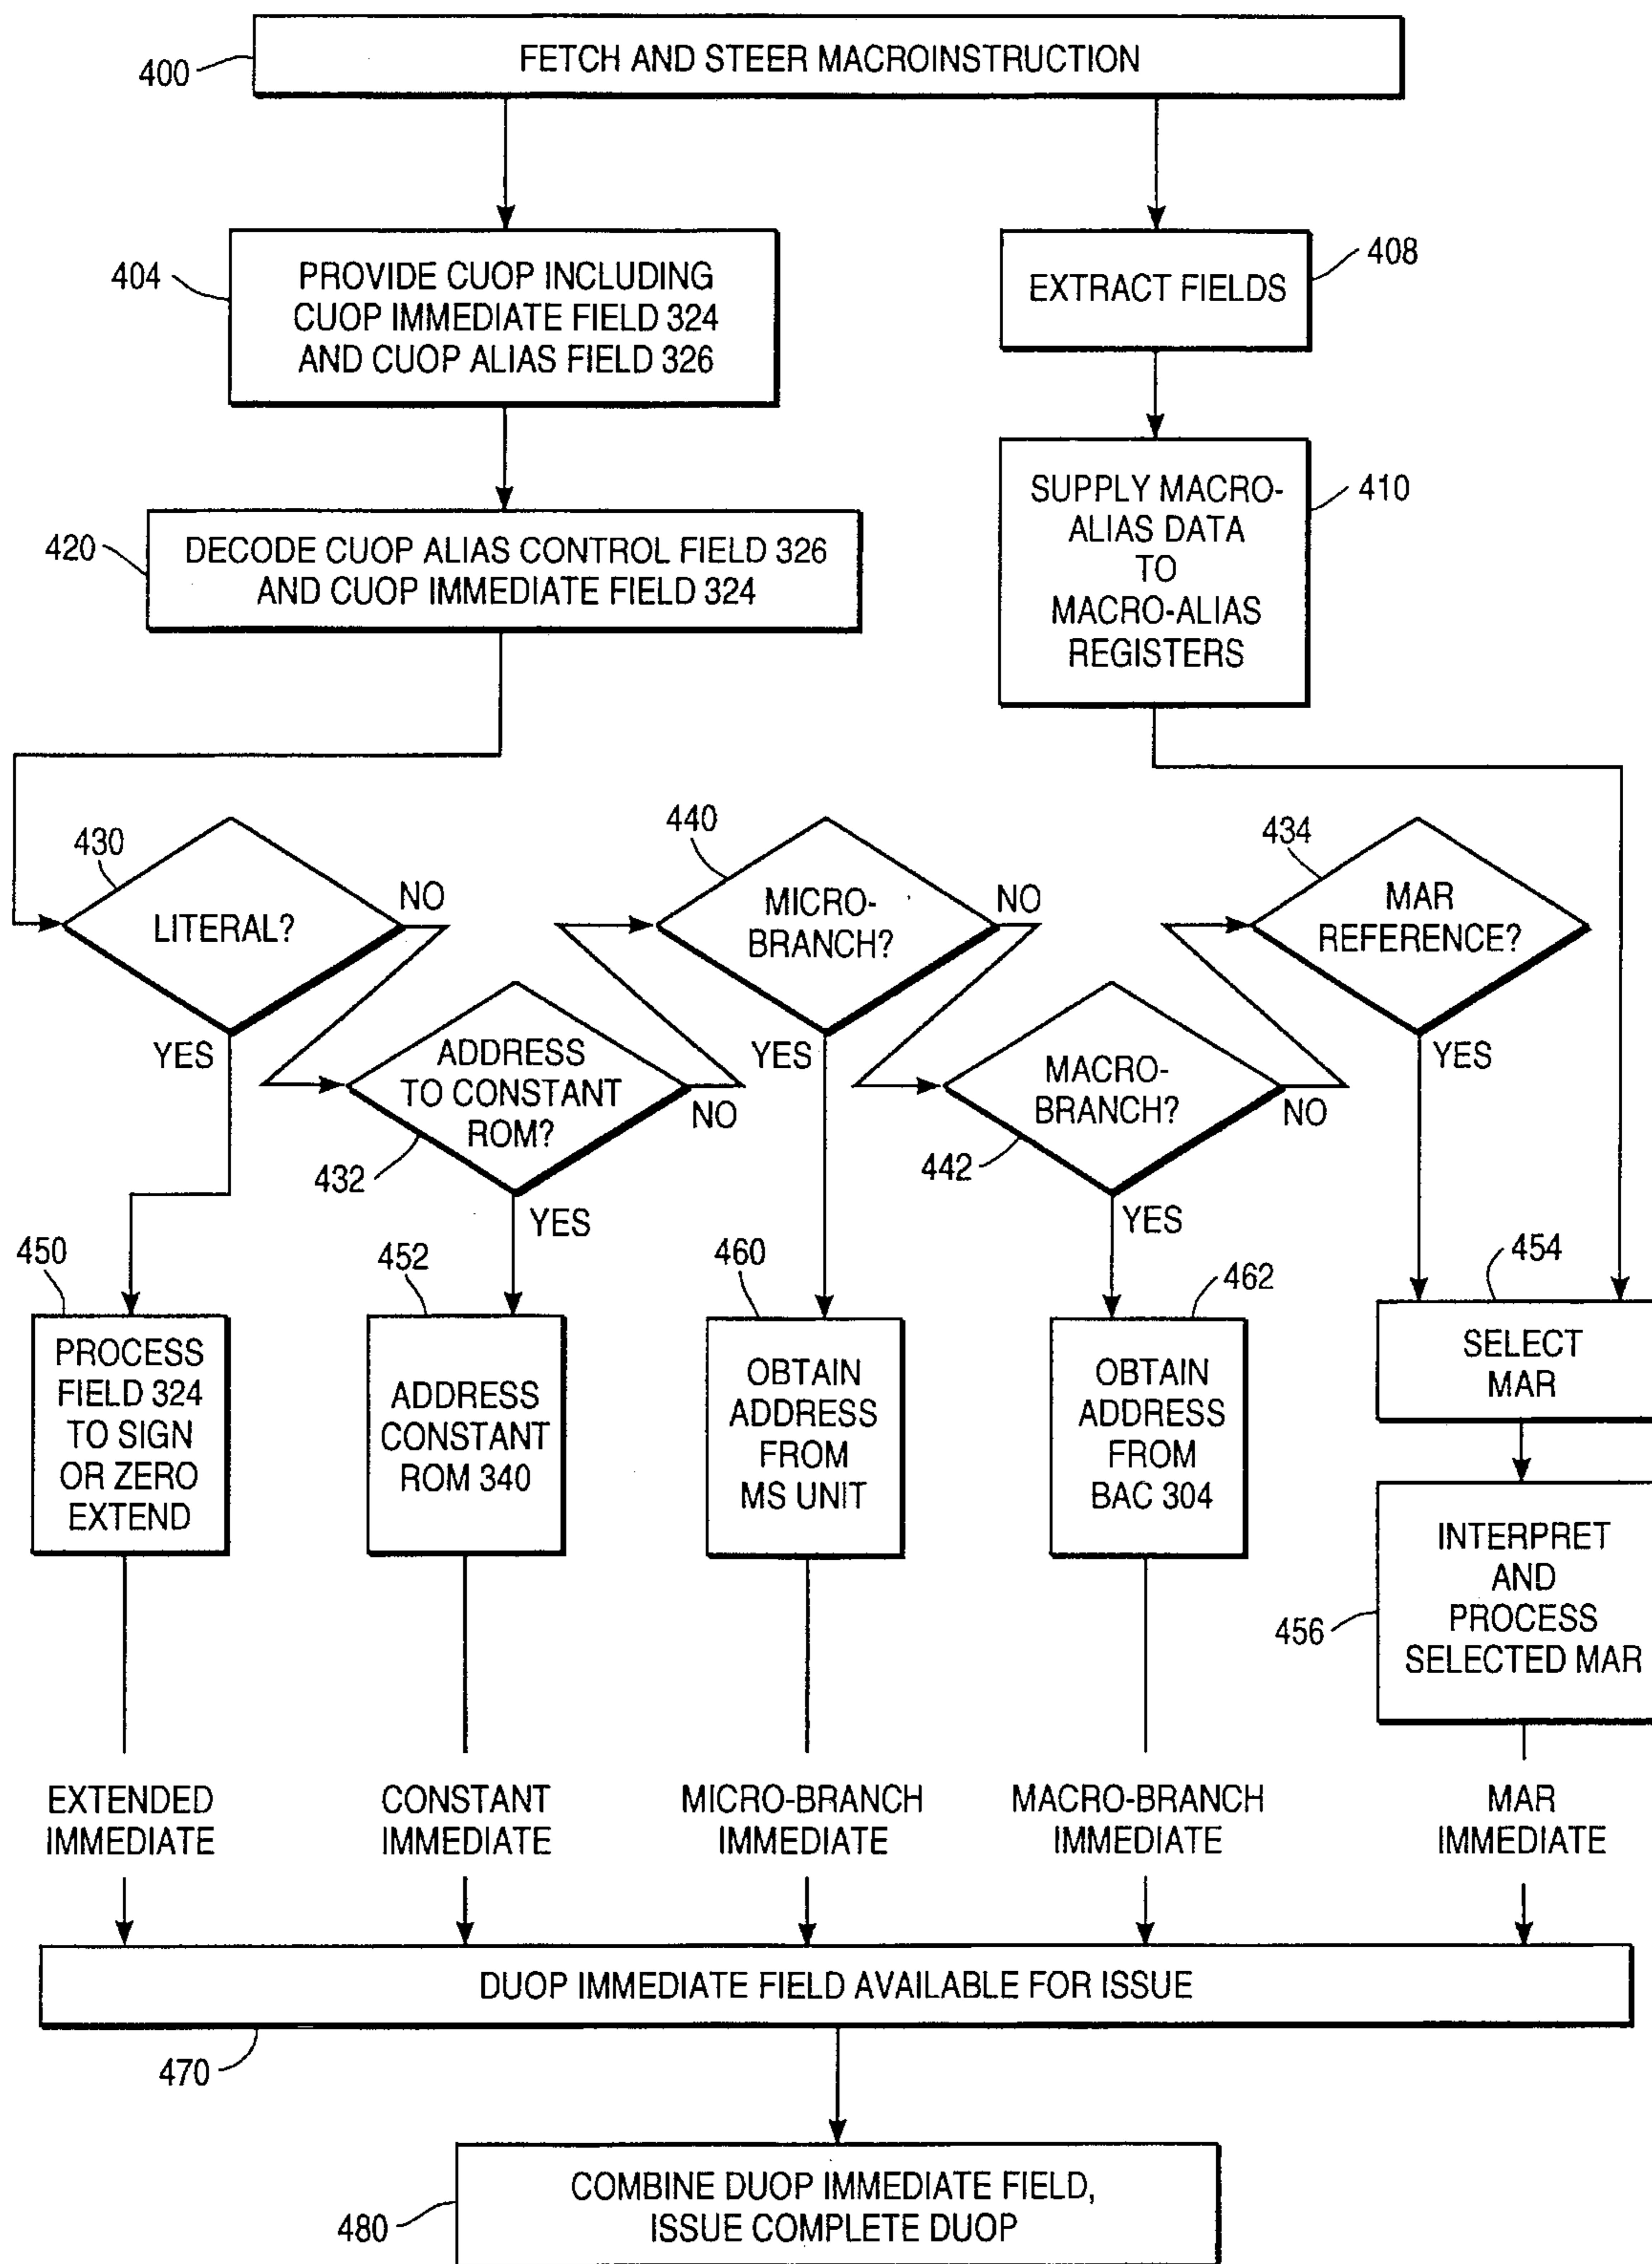 FETCH AND STEER MACROINSTRUCTION
400
PROVIDE CUOP INCLUDING
CUOP IMMEDIATE FIELD 324
AND CUOP ALIAS FIELD 326
404
EXTRACT FIELDS
408
SUPPLY MACRO-
ALIAS DATA
TO
MACRO-ALIAS
REGISTERS
410
DECODE CUOP ALIAS CONTROL FIELD 326
AND CUOP IMMEDIATE FIELD 324
420
430
LITERAL?
NO
YES
ADDRESS
TO CONSTANT
ROM?
432
NO
YES
440
MICRO-
BRANCH?
NO
YES
MACRO-
BRANCH?
442
NO
YES
434
MAR
REFERENCE?
YES
450
PROCESS
FIELD 324
TO SIGN
OR ZERO
EXTEND
452
ADDRESS
CONSTANT
ROM 340
460
OBTAIN
ADDRESS
FROM
MS UNIT
462
OBTAIN
ADDRESS
FROM
BAC 304
454
SELECT
MAR
456
INTERPRET
AND
PROCESS
SELECTED MAR
EXTENDED
IMMEDIATE
CONSTANT
IMMEDIATE
MICRO-BRANCH
IMMEDIATE
MACRO-BRANCH
IMMEDIATE
MAR
IMMEDIATE
DUOP IMMEDIATE FIELD AVAILABLE FOR ISSUE
470
COMBINE DUOP IMMEDIATE FIELD,
ISSUE COMPLETE DUOP
480